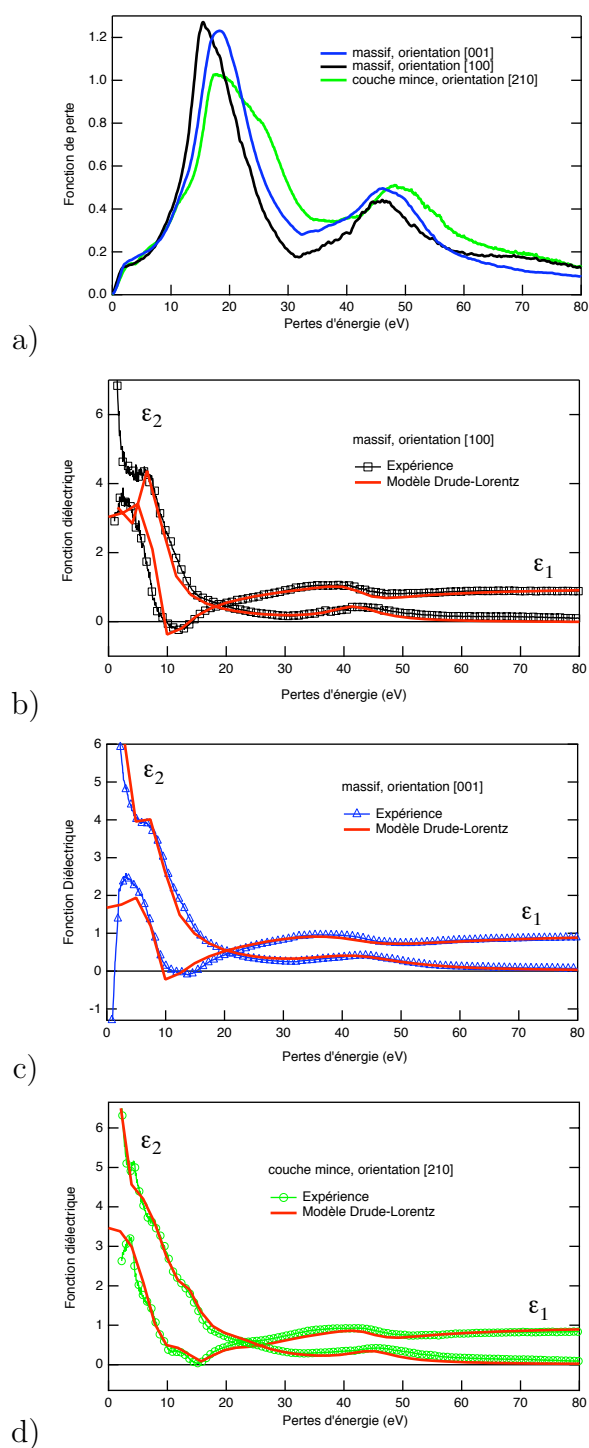 Fonction de perte
1.2
1.0
0.8
0.6
0.4
0.2
0.0
massif, orientation [001]
massif, orientation [100]
couche mince, orientation [210]
0 10 20 30 40 50 60 70 80
Pertes d'énergie (eV)
a)
Fonction diélectrique
6
4
2
0
ε2
massif, orientation [100]
Expérience
Modèle Drude-Lorentz
ε1
0 10 20 30 40 50 60 70 80
Pertes d'énergie (eV)
b)
Fonction Diélectrique
6
5
4
3
2
1
0
-1
ε2
massif, orientation [001]
Expérience
Modèle Drude-Lorentz
ε1
0 10 20 30 40 50 60 70 80
Pertes d'énergie (eV)
c)
Fonction diélectrique
6
5
4
3
2
1
0
ε2
couche mince, orientation [210]
Expérience
Modèle Drude-Lorentz
ε1
0 10 20 30 40 50 60 70 80
Pertes d'énergie (eV)
d)